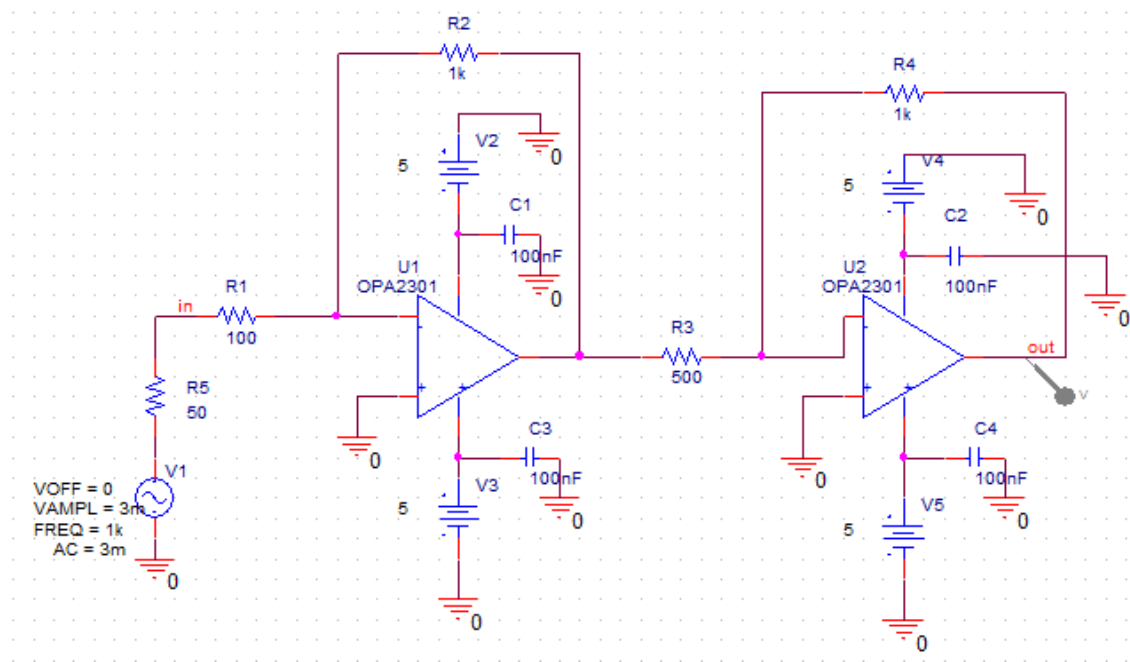 R2
1k
R4
1k
V2
5
0
V4
5
0
C1
100nF
0
C2
100nF
0
U1
OPA2301
U2
OPA2301
in
R1
100
-
+
+
R3
500
-
+
+
out
V
R5
50
0
C3
100nF
0
0
C4
100nF
0
V1
VOFF = 0
VAMPL = 3m
FREQ = 1k
AC = 3m
0
V3
5
0
V5
5
0